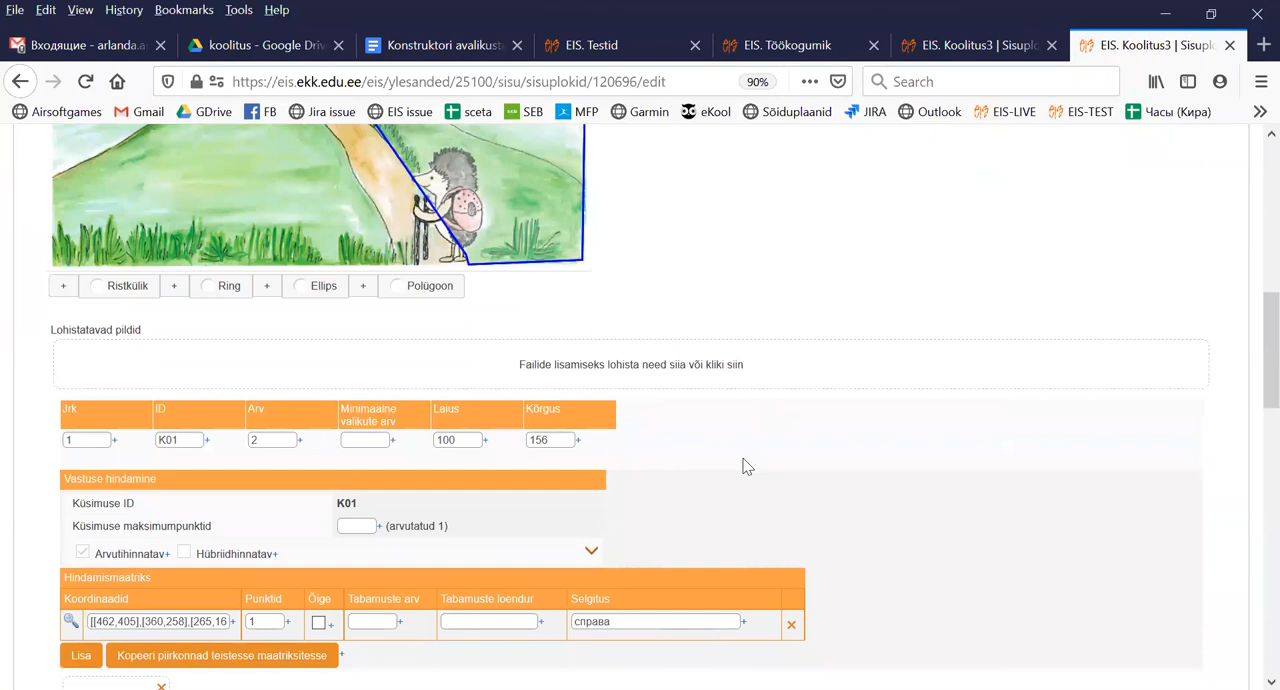 File Edit View History Bookmarks Tools Help
Входящие - arlanda.a
koolitus - Google Driv
Konstruktori avalikusta
EIS. Testid
EIS. Töökogumik
EIS. Koolitus3 | Sisuplo
EIS. Koolitus3 | Sisuplo
https://eis.ekk.edu.ee/eis/ylesanded/25100/sisu/sisuplokid/120696/edit 90% Search
Airsoftgames Gmail GDrive FB Jira issue EIS issue sceta SEB MFP Garmin eKool Sõiduplaanid JIRA Outlook EIS-LIVE EIS-TEST Часы (Кира)
+ Ristkülik + Ring + Ellips + Polügoon
Lohistatavad pildid
Failide lisamiseks lohista need siia või kliki siin
Jrk ID Arv Minimaalne valikute arv Laius Kõrgus
1 + K01 + 2 + + 100 + 156 +
Vastuse hindamine
Küsimuse ID K01
Küsimuse maksimumpunktid + (arvutatud 1)
Arvutihinnatav+ Hübriidhinnatav+
Hindamismaatriks
Koordinaadid Punktid Õige Tabamuste arv Tabamuste loendur Selgitus
[[462,405],[360,258],[265,16 + 1 + + + + справа +
Lisa Kopeeri piirkonnad teistesse maatriksitesse +